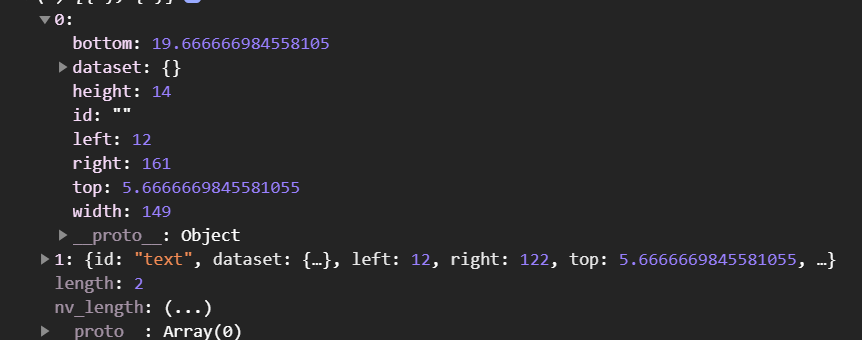 0:
bottom: 19.666666984558105
dataset: {}
height: 14
id: ""
left: 12
right: 161
top: 5.6666669845581055
width: 149
__proto__: Object
1: {id: "text", dataset: {…}, left: 12, right: 122, top: 5.6666669845581055, …}
length: 2
nv_length: (...)
__proto__: Array(0)